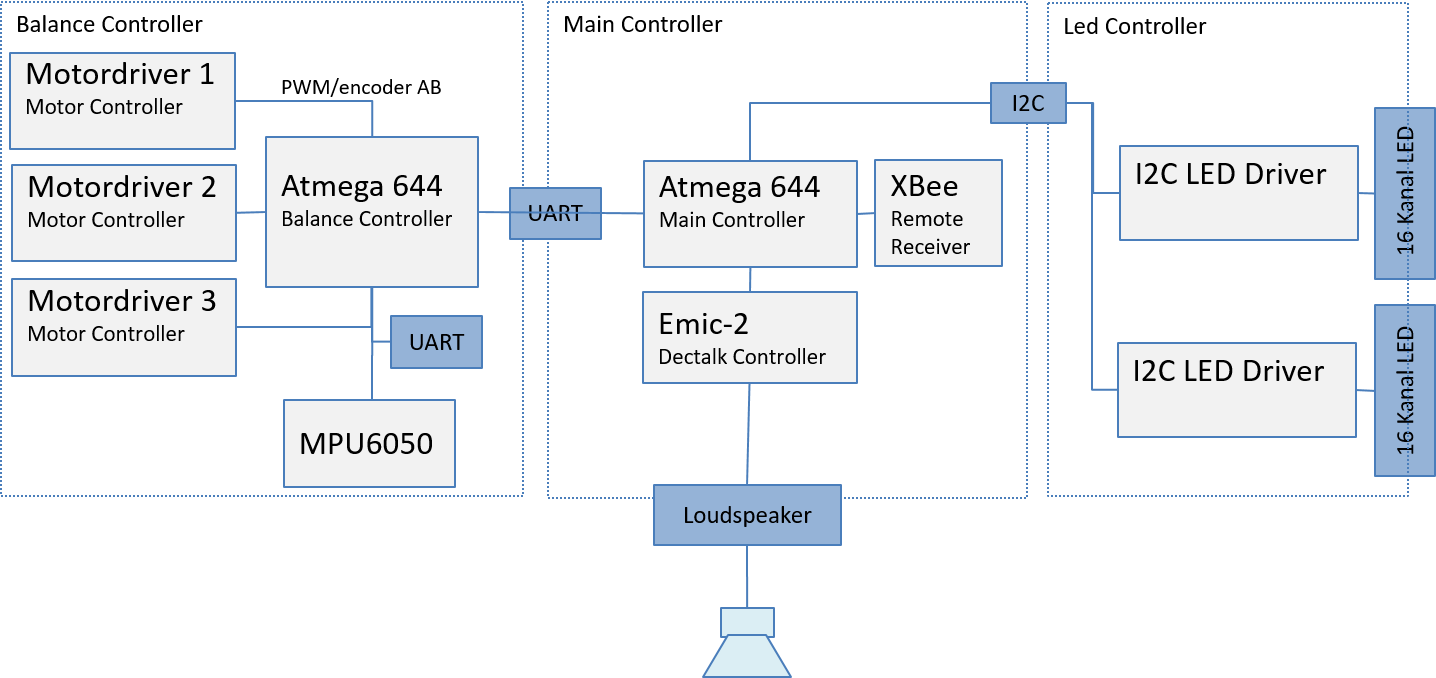 Balance Controller
Motordriver 1
Motor Controller
PWM/encoder AB
Motordriver 2
Motor Controller
Atmega 644
Balance Controller
Motordriver 3
Motor Controller
UART
MPU6050
UART
Main Controller
Atmega 644
Main Controller
XBee
Remote
Receiver
Emic-2
Dectalk Controller
Loudspeaker
I2C
Led Controller
I2C LED Driver
16 Kanal LED
I2C LED Driver
16 Kanal LED